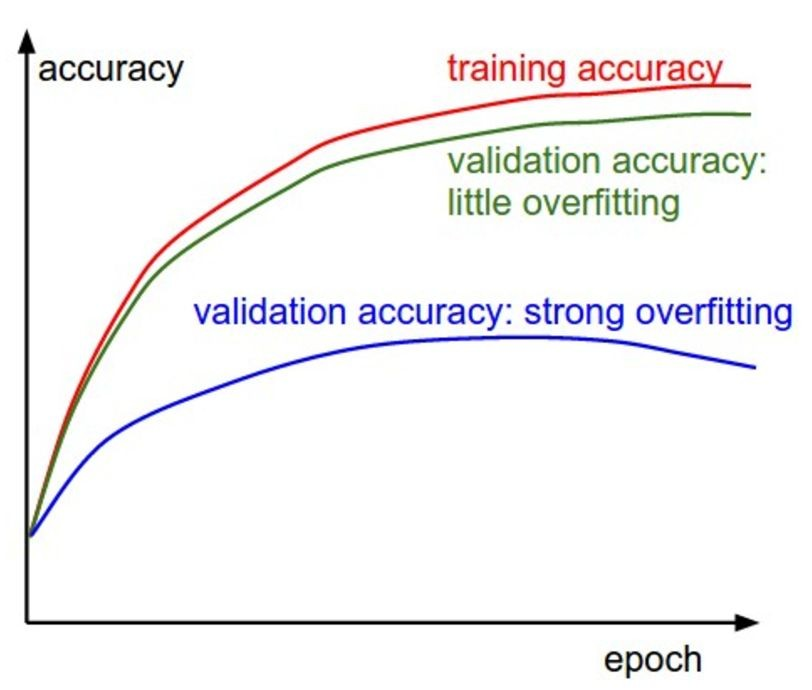 accuracy
training accuracy
validation accuracy:
little overfitting
validation accuracy: strong overfitting
epoch